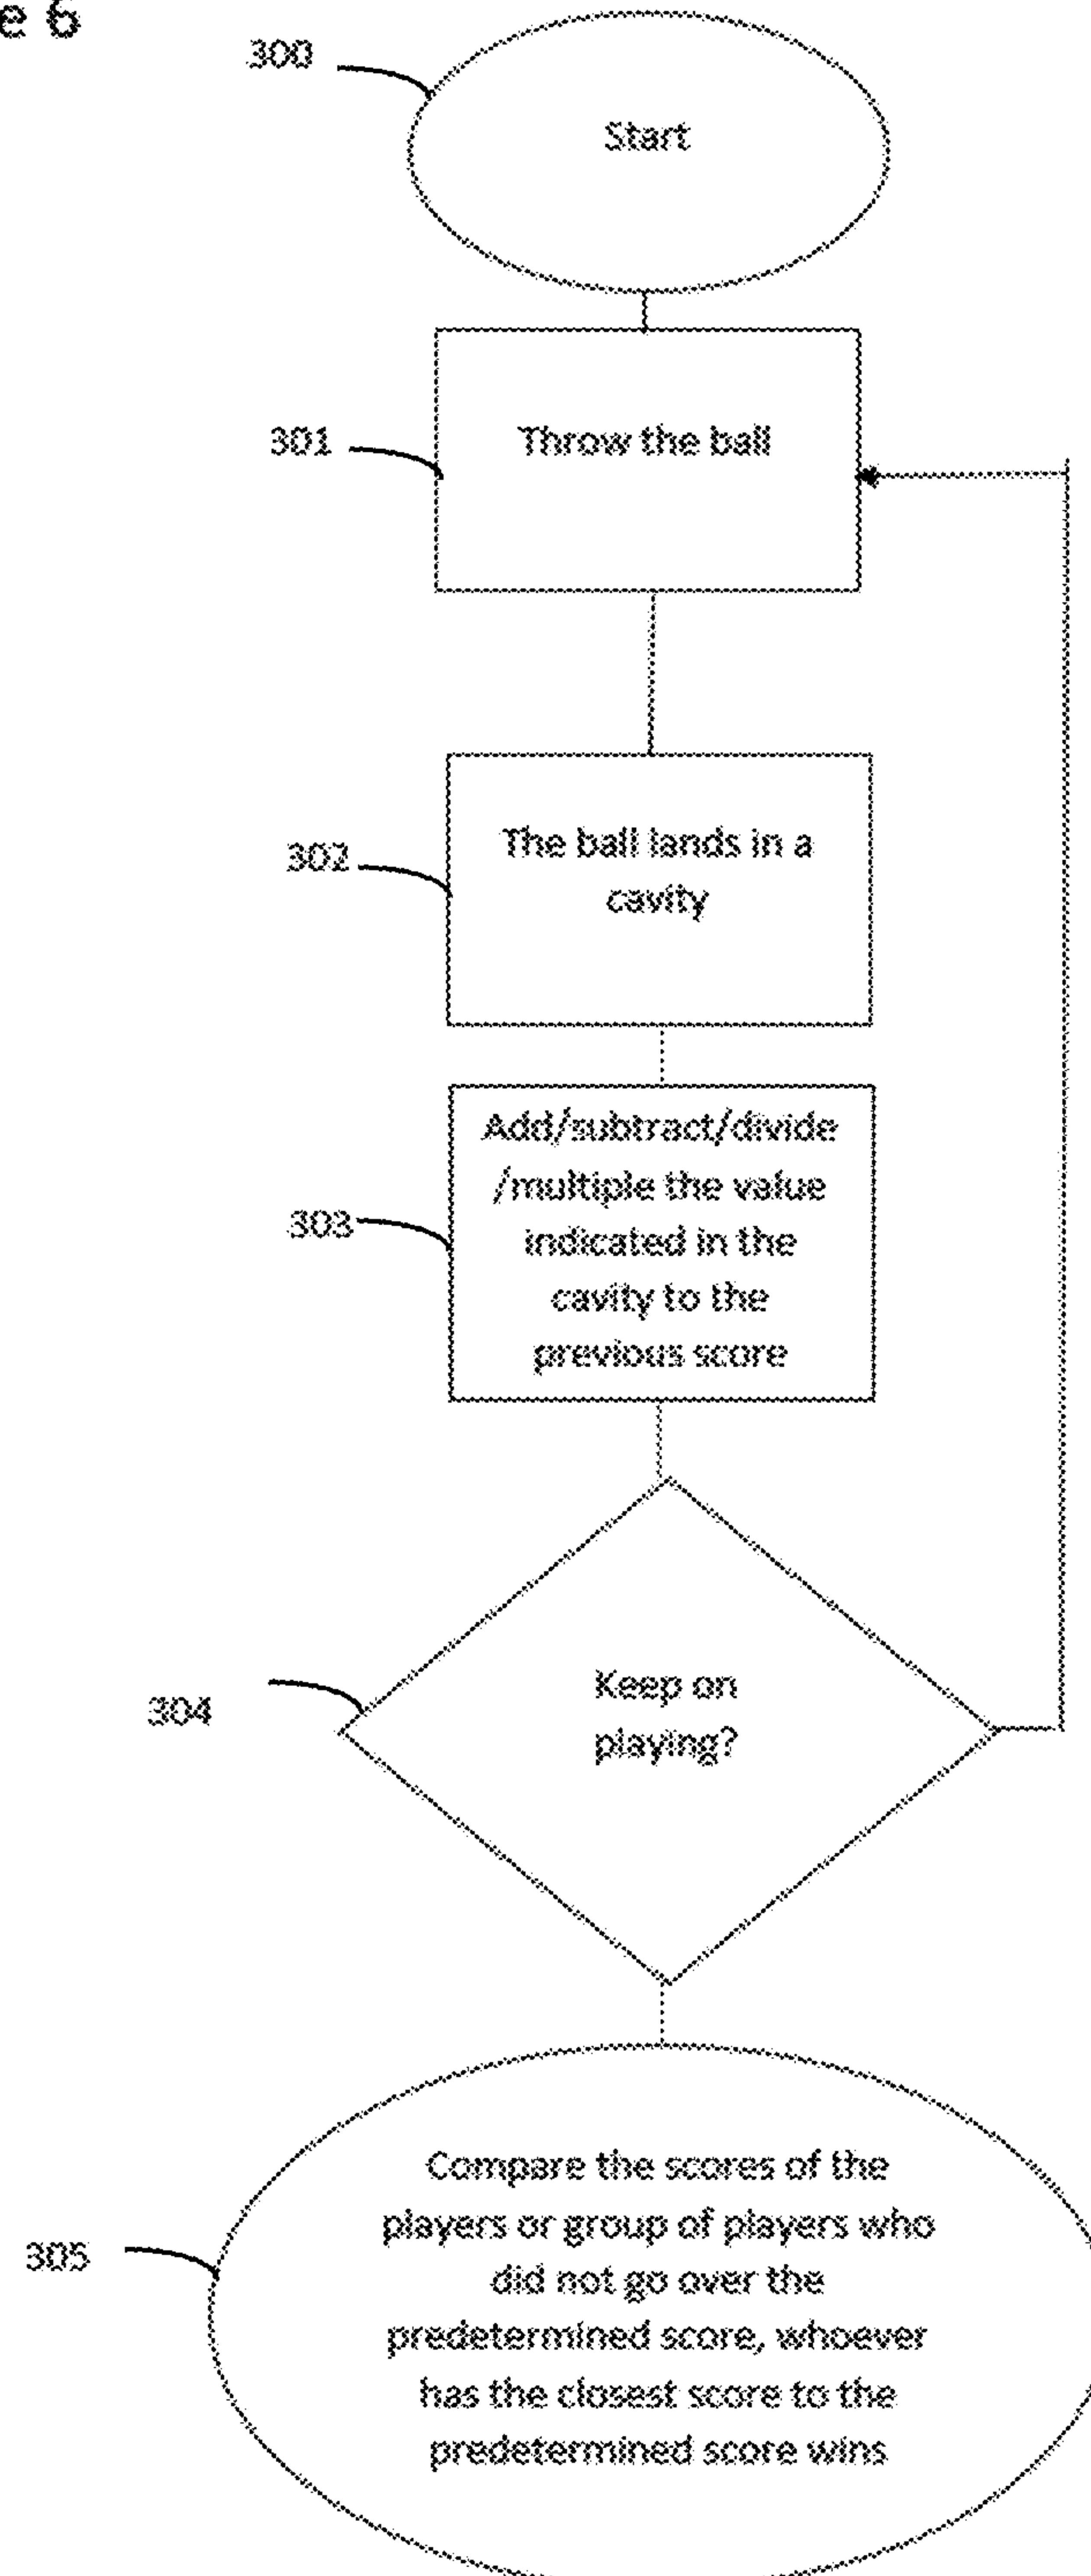 e 6
300
Start
301
Throw the ball
302
The ball lands in a
cavity
303
Add/subtract/divide
/multiple the value
indicated in the
cavity to the
previous score
304
Keep on
playing?
305
Compare the scores of the
players or group of players who
did not go over the
predetermined score, whoever
has the closest score to the
predetermined score wins